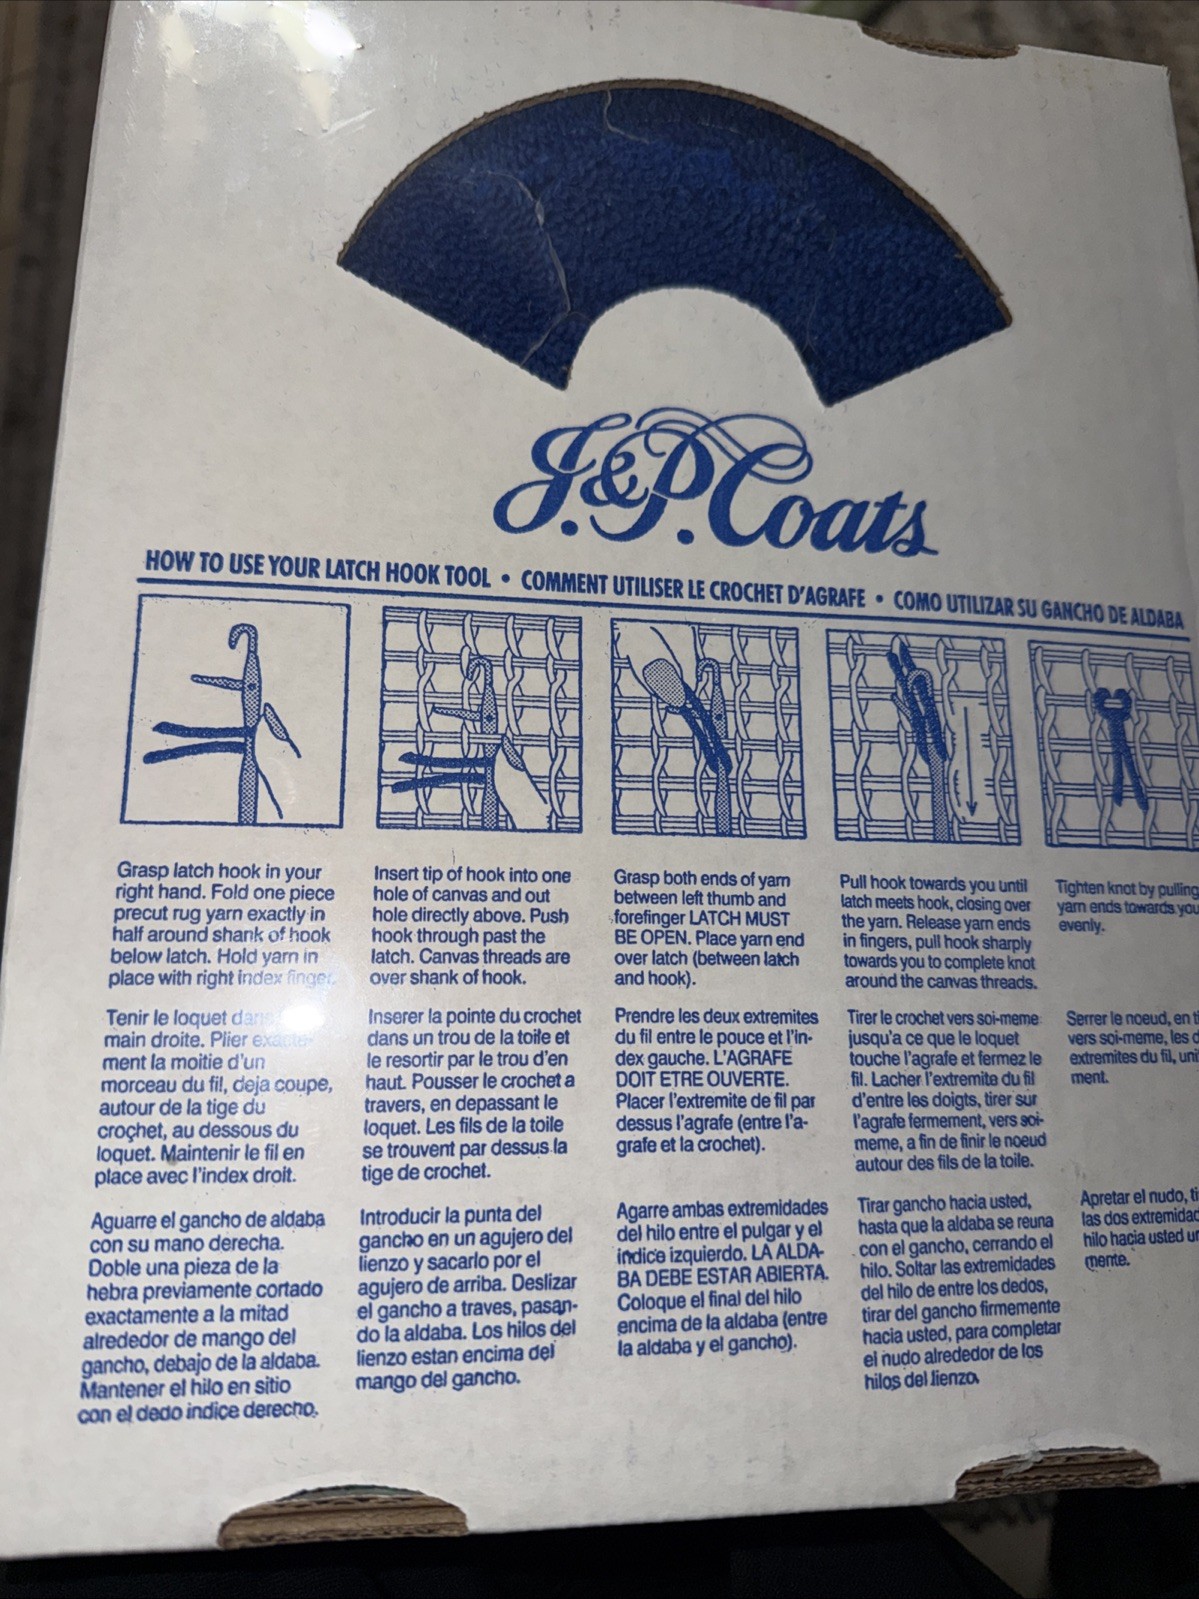 J.&P. Coats
HOW TO USE YOUR LATCH HOOK TOOL • COMMENT UTILISER LE CROCHET D'AGRAFE • COMO UTILIZAR SU GANCHO DE ALDABA
Grasp latch hook in your
right hand. Fold one piece
precut rug yarn exactly in
half around shank of hook
below latch. Hold yarn in
place with right index finger.
Insert tip of hook into one
hole of canvas and out
hole directly above. Push
hook through past the
latch. Canvas threads are
over shank of hook.
Grasp both ends of yarn
between left thumb and
forefinger LATCH MUST
BE OPEN. Place yarn end
over latch (between latch
and hook).
Pull hook towards you until
latch meets hook, closing over
the yarn. Release yarn ends
in fingers, pull hook sharply
towards you to complete knot
around the canvas threads.
Tighten knot by pulling
yarn ends towards you
evenly.
Tenir le loquet dans
main droite. Plier exacte-
ment la moitie d'un
morceau du fil, deja coupe,
autour de la tige du
croçhet, au dessous du
loquet. Maintenir le fil en
place avec l'index droit.
Inserer la pointe du crochet
dans un trou de la toile et
le resortir par le trou d'en
haut. Pousser le crochet a
travers, en depassant le
loquet. Les fils de la toile
se trouvent par dessus la
tige de crochet.
Prendre les deux extremites
du fil entre le pouce et l'in-
dex gauche. L'AGRAFE
DOIT ETRE OUVERTE.
Placer l'extremite de fil par
dessus l'agrafe (entre l'a-
grafe et la crochet).
Tirer le crochet vers soi-meme
jusqu'a ce que le loquet
touche l'agrafe et fermez le
fil. Lacher l'extremite du fil
d'entre les doigts, tirer sur
l'agrafe fermement, vers soi-
meme, a fin de finir le noeud
autour des fils de la toile.
Serrer le noeud, en
vers soi-meme, les
extremites du fil,
ment.
Aguarre el gancho de aldaba
con su mano derecha.
Doble una pieza de la
hebra previamente cortado
exactamente a la mitad
alrededor de mango del
gancho, debajo de la aldaba.
Mantener el hilo en sitio
con el dedo indice derecho.
Introducir la punta del
gancho en un agujero del
lienzo y sacarlo por el
agujero de arriba. Deslizar
el gancho a traves, pasan-
do la aldaba. Los hilos del
lienzo estan encima del
mango del gancho.
Agarre ambas extremidades
del hilo entre el pulgar y el
indice izquierdo. LA ALDA-
BA DEBE ESTAR ABIERTA.
Coloque el final del hilo
encima de la aldaba (entre
la aldaba y el gancho).
Tirar gancho hacia usted,
hasta que la aldaba se reuna
con el gancho, cerrando el
hilo. Soltar las extremidades
del hilo de entre los dedos,
tirar del gancho firmemente
hacia usted, para completar
el nudo alrededor de los
hilos del lienzo.
Apretar el nudo,
las dos
hilo hacia usted
mente.